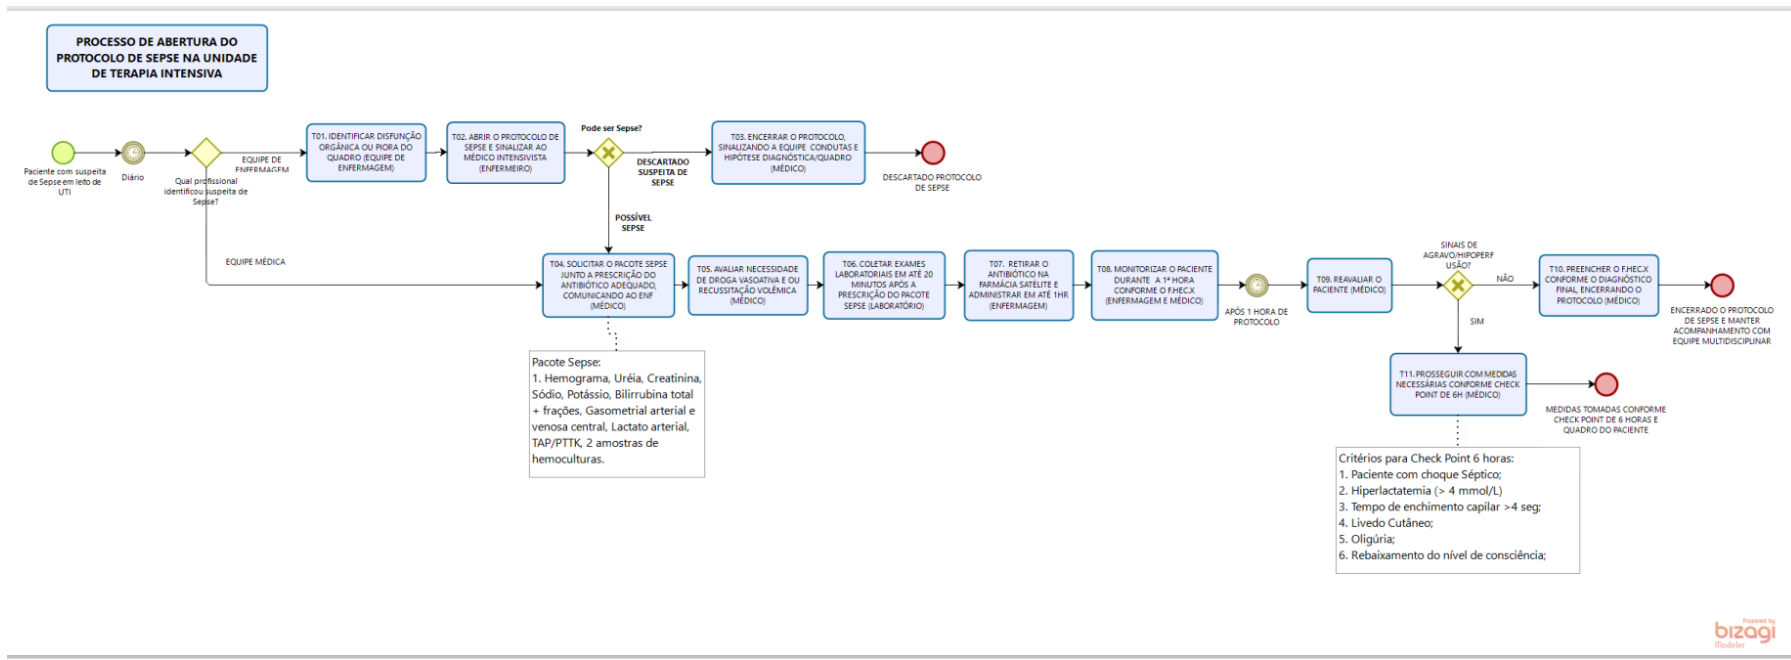 PROCESSO DE ABERTURA DO
PROTOCOLO DE SEPSE NA UNIDADE
DE TERAPIA INTENSIVA
Paciente com suspeita
de Sepse em leito de
UTI
Diário
Qual profissional
identificou suspeita de
Sepse?
EQUIPE DE
ENFERMAGEM
EQUIPE MÉDICA
T01. IDENTIFICAR DISFUNÇÃO
ORGÂNICA OU PIORA DO
QUADRO (EQUIPE DE
ENFERMAGEM)
T02. ABRIR O PROTOCOLO DE
SEPSE E SINALIZAR AO
MÉDICO INTENSIVISTA
(ENFERMEIRO)
Pode ser Sepse?
DESCARTADO
SUSPEITA DE
SEPSE
T03. ENCERRAR O PROTOCOLO,
SINALIZANDO A EQUIPE CONDUTAS E
HIPÓTESE DIAGNÓSTICA/QUADRO
(MÉDICO)
DESCARTADO PROTOCOLO
DE SEPSE
POSSÍVEL
SEPSE
T04. SOLICITAR O PACOTE SEPSE
JUNTO A PRESCRIÇÃO DO
ANTIBIÓTICO ADEQUADO,
COMUNICANDO AO ENF
(MÉDICO)
T05. AVALIAR NECESSIDADE
DE DROGA VASOATIVA E OU
RECUSSITAÇÃO VOLÊMICA
(MÉDICO)
T06. COLETAR EXAMES
LABORATORIAIS EM ATÉ 20
MINUTOS APÓS A
PRESCRIÇÃO DO PACOTE
SEPSE (LABORATÓRIO)
T07. RETIRAR O
ANTIBIÓTICO NA
FARMÁCIA SATÉLITE E
ADMINISTRAR EM ATÉ 1HR
(ENFERMAGEM)
T08. MONITORIZAR O PACIENTE
DURANTE A 1ª HORA
CONFORME O F.HEC.X
(ENFERMAGEM E MÉDICO)
APÓS 1 HORA DE
PROTOCOLO
T09. REAVALIAR O
PACIENTE (MÉDICO)
SINAIS DE
AGRAVO/HIPOPERF
USÃO?
NÃO
SIM
T10. PREENCHER O F.HEC.X
CONFORME O DIAGNÓSTICO
FINAL, ENCERRANDO O
PROTOCOLO (MÉDICO)
ENCERRADO O PROTOCOLO
DE SEPSE E MANTER
ACOMPANHAMENTO COM
EQUIPE MULTIDISCIPLINAR
T11. PROSSEGUIR COM MEDIDAS
NECESSÁRIAS CONFORME CHECK
POINT DE 6H (MÉDICO)
MEDIDAS TOMADAS CONFORME
CHECK POINT DE 6 HORAS E
QUADRO DO PACIENTE
Pacote Sepse:
1. Hemograma, Uréia, Creatinina,
Sódio, Potássio, Bilirrubina total
+ frações, Gasometrial arterial e
venosa central, Lactato arterial,
TAP/PTTK, 2 amostras de
hemoculturas.
Critérios para Check Point 6 horas:
1. Paciente com choque Séptico;
2. Hiperlactatemia (> 4 mmol/L)
3. Tempo de enchimento capilar >4 seg;
4. Livedo Cutâneo;
5. Oligúria;
6. Rebaixamento do nível de consciência;
Powered by
bizagi
Modeler